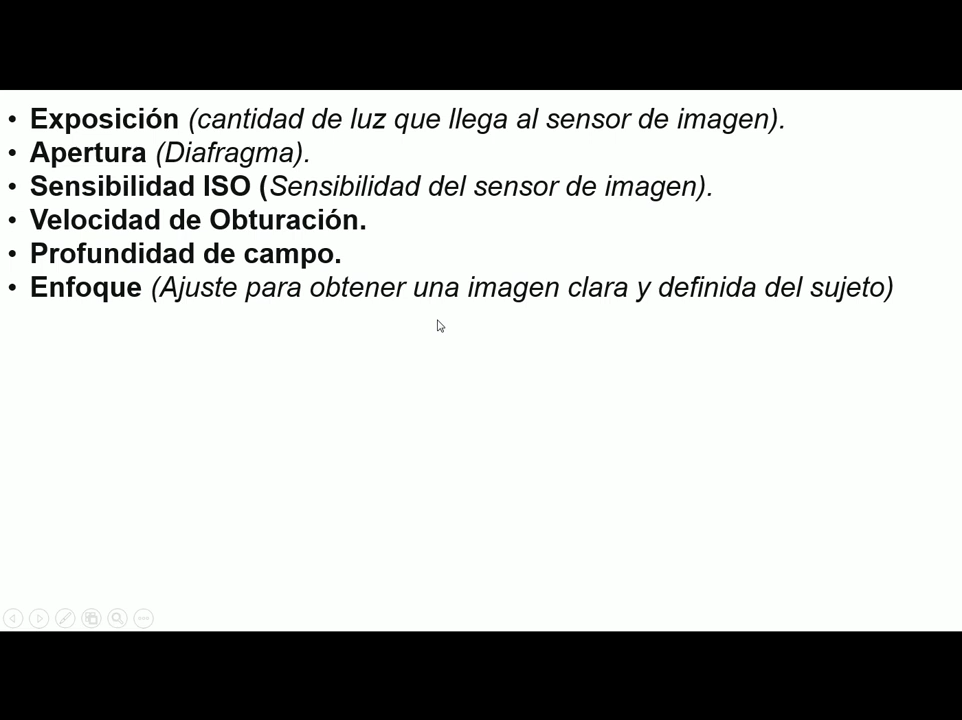 • Exposición (cantidad de luz que llega al sensor de imagen).
• Apertura (Diafragma).
• Sensibilidad ISO (Sensibilidad del sensor de imagen).
• Velocidad de Obturación.
• Profundidad de campo.
• Enfoque (Ajuste para obtener una imagen clara y definida del sujeto)